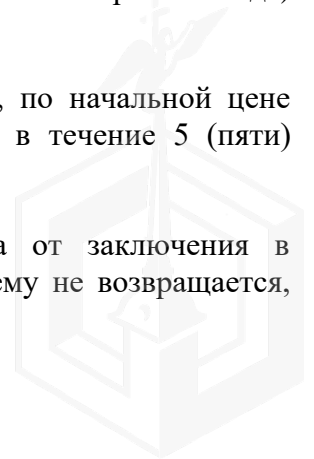 , по начальной цене
в течение 5 (пяти)
а от заключения в
ему не возвращается,